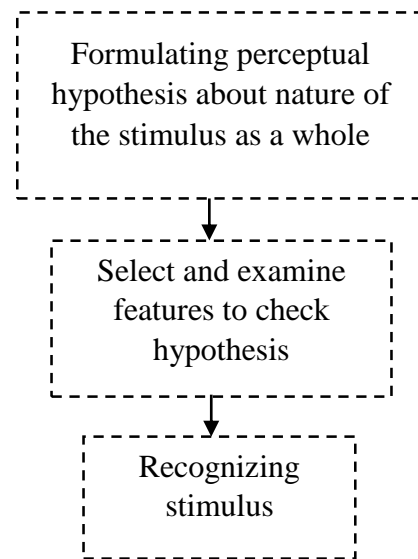 Formulating perceptual
hypothesis about nature of
the stimulus as a whole
Select and examine
features to check
hypothesis
Recognizing
stimulus